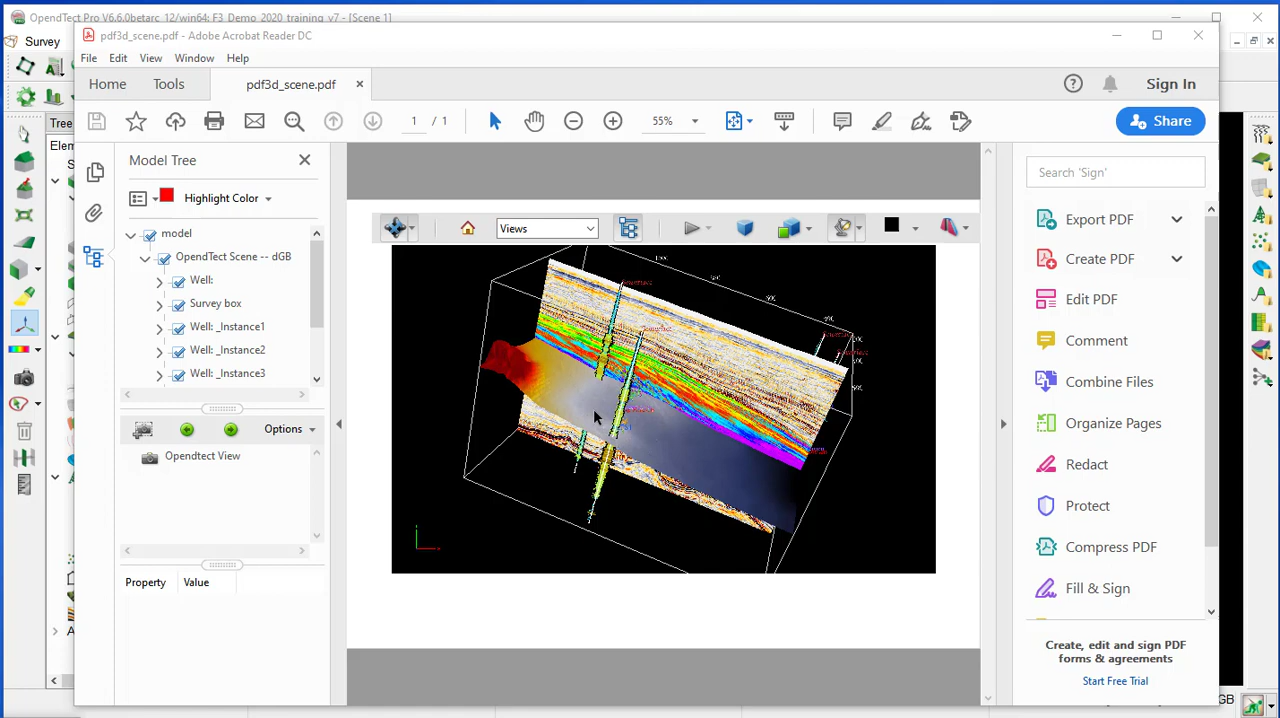 OpendTect Pro V6.6.0betarc_12/win64: F3_Demo_2020_training_v7 - [Scene 1]
Survey
pdf3d_scene.pdf - Adobe Acrobat Reader DC
File Edit View Window Help
Home Tools pdf3d_scene.pdf Sign In
1 / 1 55% Share
Tree
Model Tree
Search 'Sign'
Highlight Color
Views
model
OpendTect Scene -- dGB
Well:
Survey box
Well: _Instance1
Well: _Instance2
Well: _Instance3
Options
Opendtect View
Property Value
Export PDF
Create PDF
Edit PDF
Comment
Combine Files
Organize Pages
Redact
Protect
Compress PDF
Fill & Sign
Create, edit and sign PDF
forms & agreements
Start Free Trial